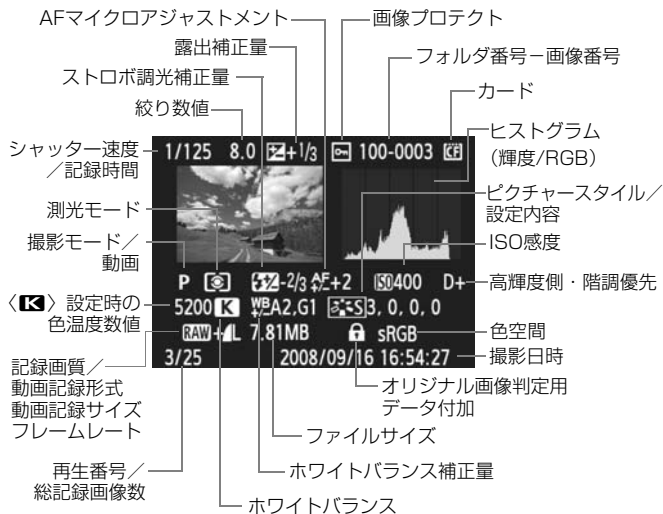 AFマイクロアジャストメント
画像プロテクト
露出補正量
フォルダ番号－画像番号
ストロボ調光補正量
カード
絞り数値
ヒストグラム
（輝度/RGB）
シャッター速度
／記録時間
1/125 8.0 +1/3 100-0003 CF
ピクチャースタイル／
設定内容
測光モード
ISO感度
撮影モード／
動画
P -2/3 AF+2 ISO400 D+
高輝度側・階調優先
〈K〉設定時の
色温度数値
5200 K WB A2,G1 S 3, 0, 0, 0
RAW+L 7.81MB sRGB
色空間
3/25 2008/09/16 16:54:27
撮影日時
記録画質／
動画記録形式
動画記録サイズ
フレームレート
オリジナル画像判定用
データ付加
ファイルサイズ
再生番号／
総記録画像数
ホワイトバランス補正量
ホワイトバランス